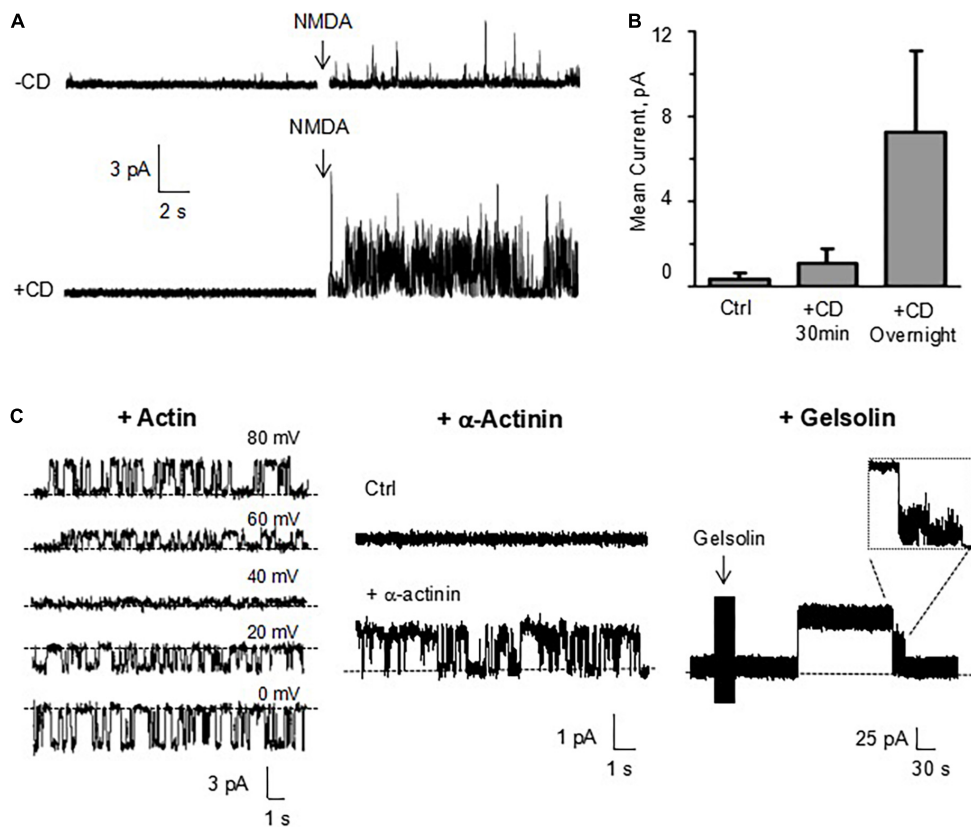 A
NMDA
-CD
NMDA
3 pA
2 s
+CD
B
Mean Current, pA
12
8
4
0
Ctrl
+CD
30min
+CD
Overnight
C
+ Actin
80 mV
60 mV
40 mV
20 mV
0 mV
3 pA
1 s
+ α-Actinin
Ctrl
+ α-actinin
1 pA
1 s
+ Gelsolin
Gelsolin
25 pA
30 s